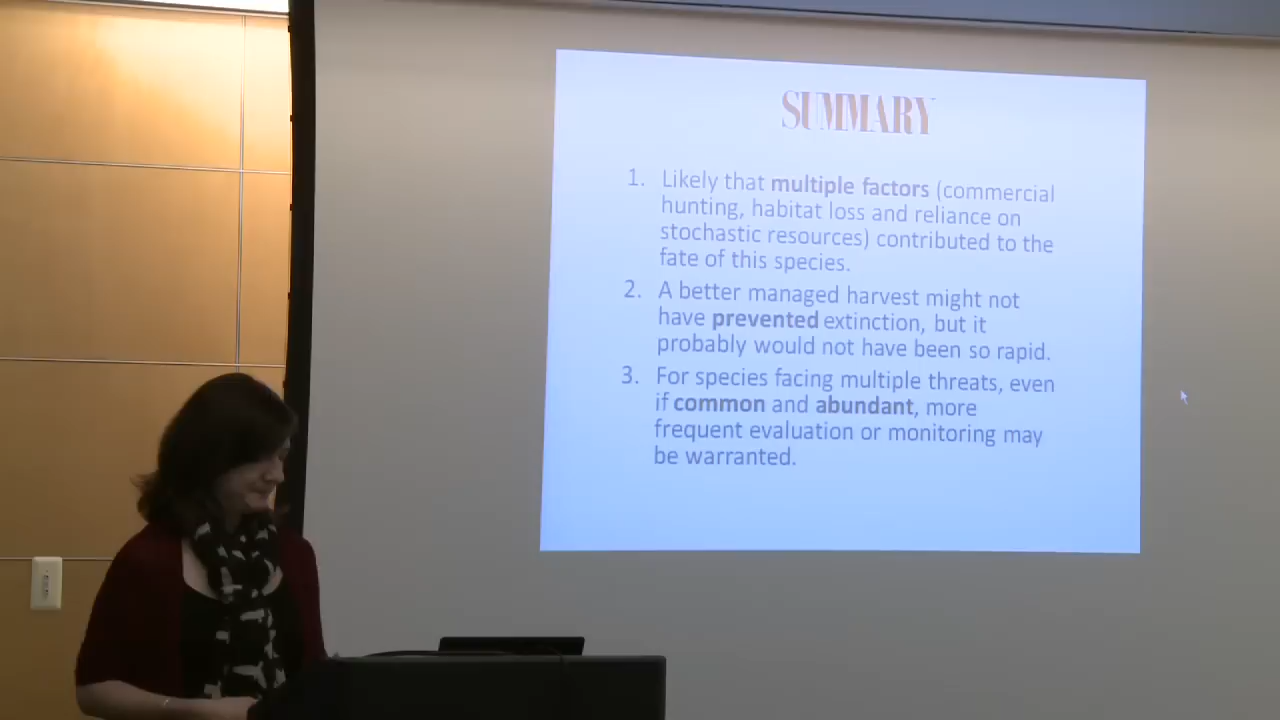 SUMMARY
1. Likely that multiple factors (commercial
hunting, habitat loss and reliance on
stochastic resources) contributed to the
fate of this species.
2. A better managed harvest might not
have prevented extinction, but it
probably would not have been so rapid.
3. For species facing multiple threats, even
if common and abundant, more
frequent evaluation or monitoring may
be warranted.